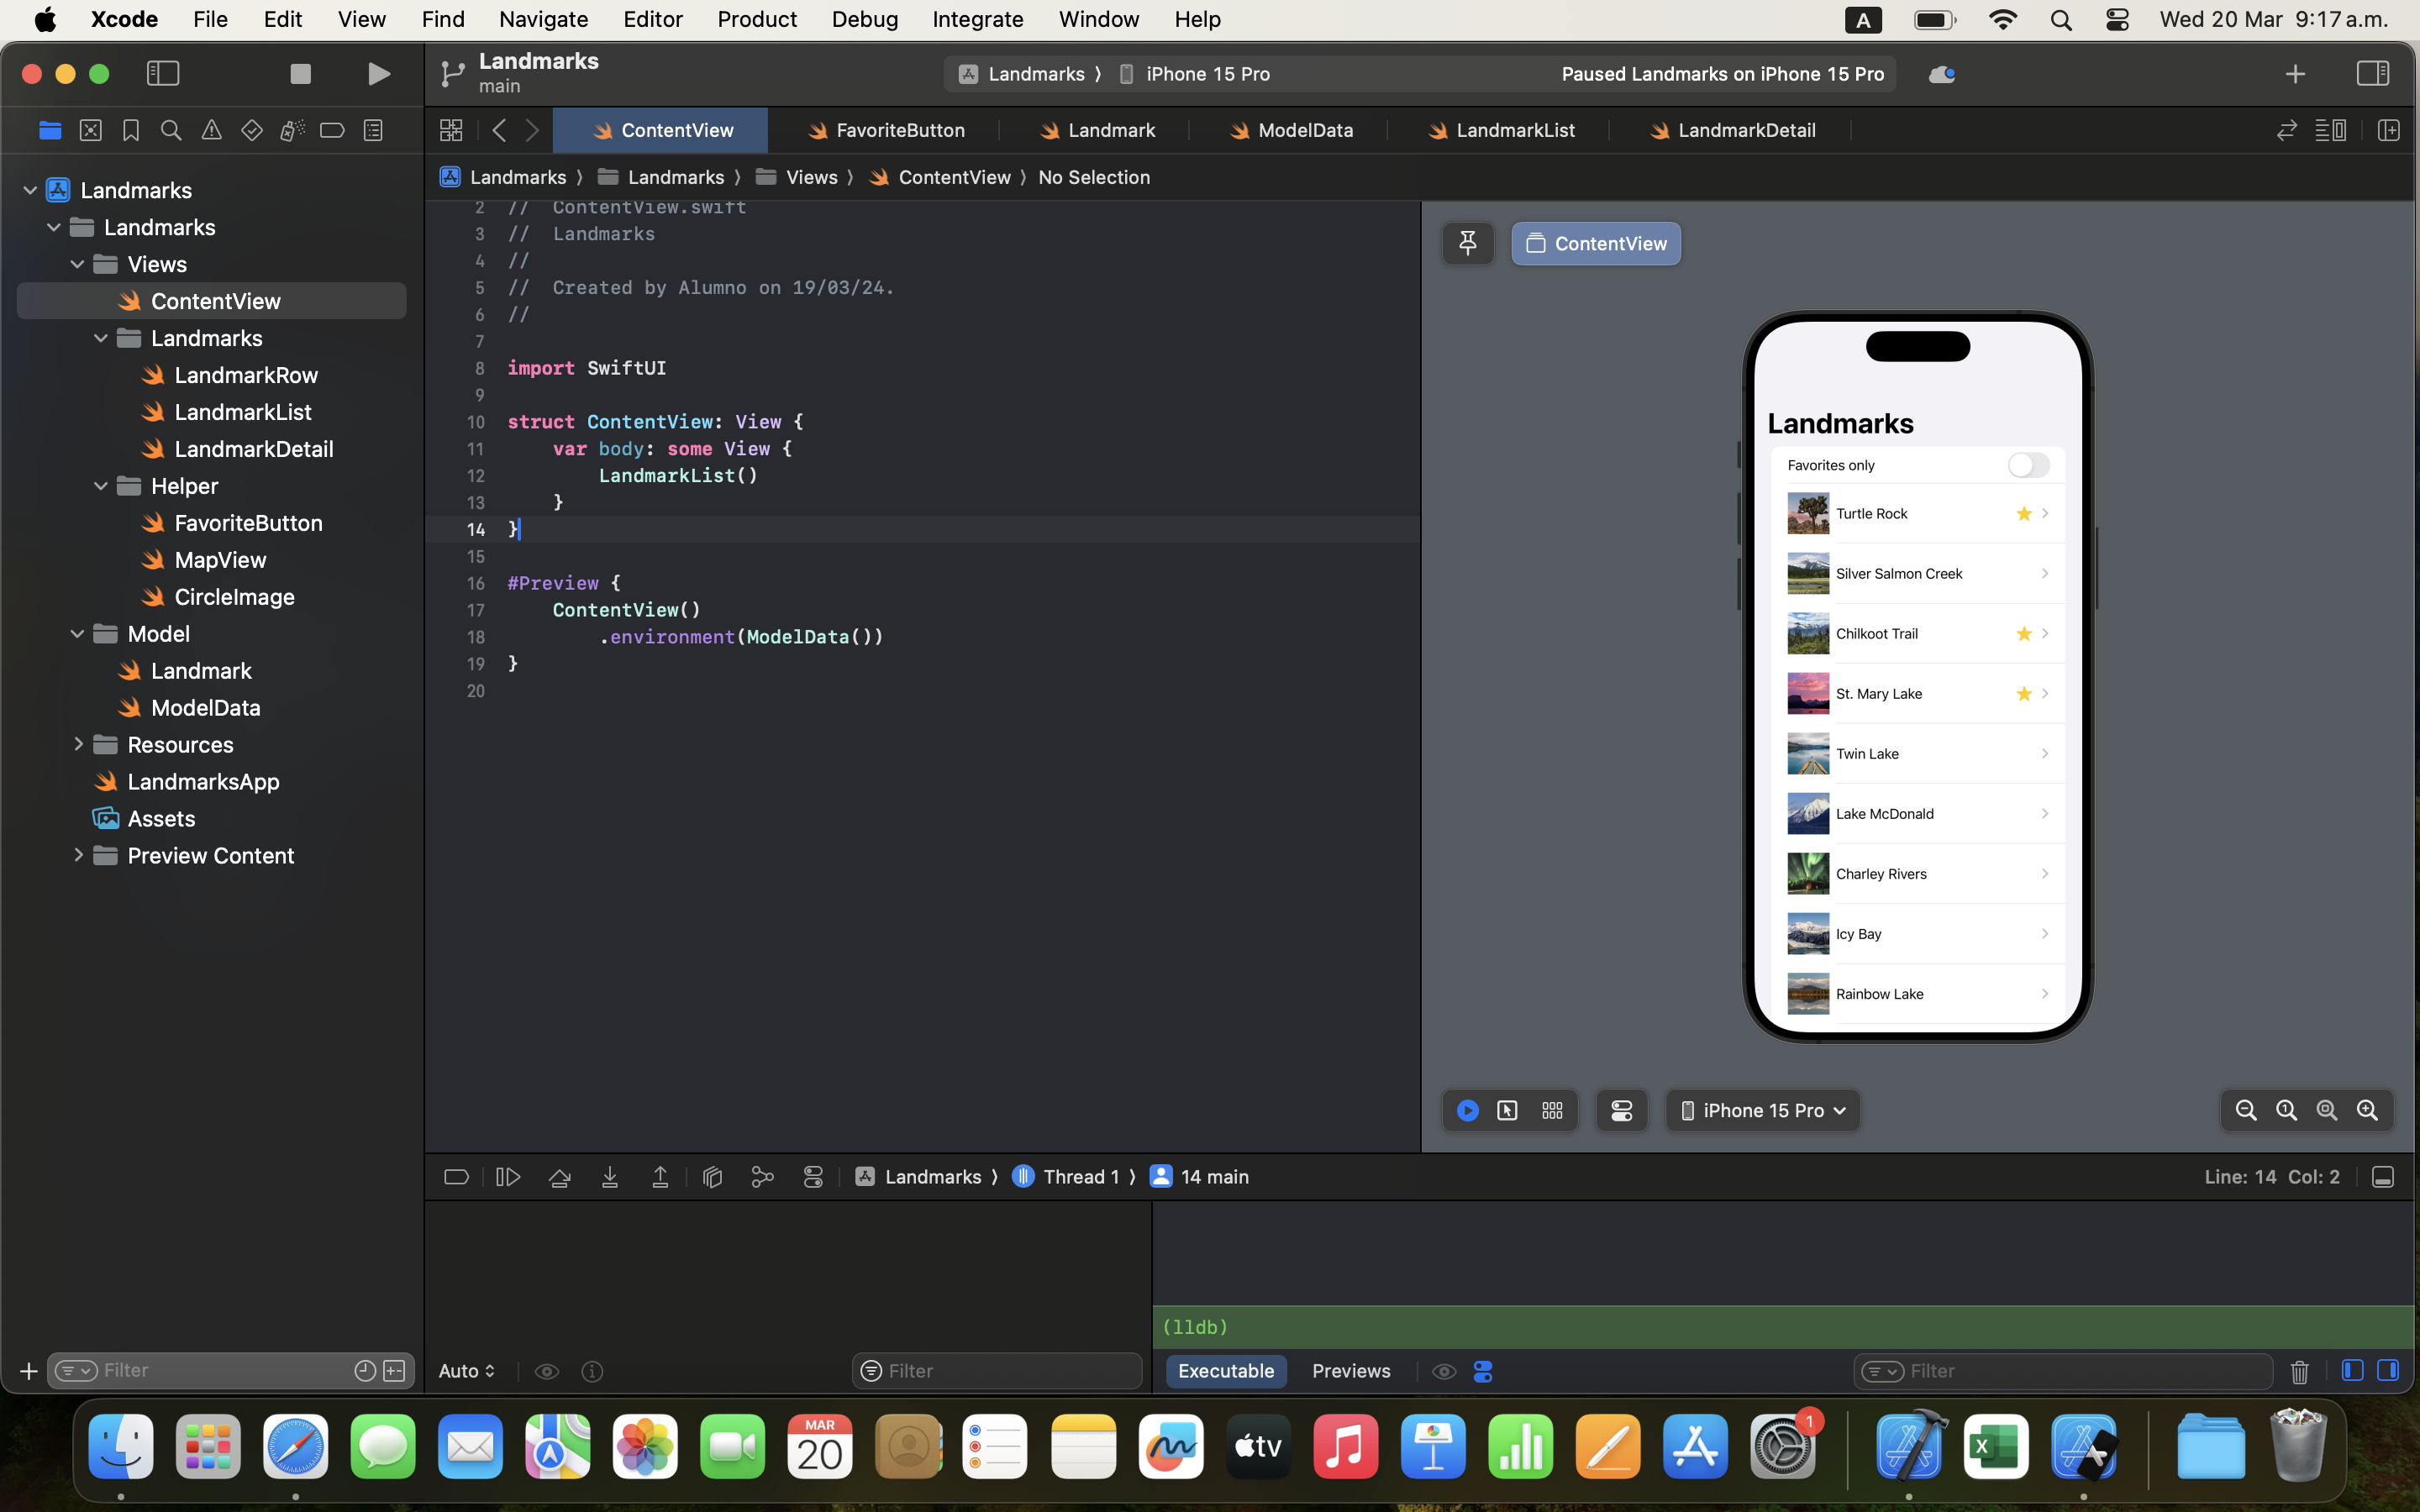 Xcode File Edit View Find Navigate Editor Product Debug Integrate Window Help
A Wed 20 Mar 9:17 a.m.
Landmarks
main
Landmarks ⟩ iPhone 15 Pro Paused Landmarks on iPhone 15 Pro
ContentView FavoriteButton Landmark ModelData LandmarkList LandmarkDetail
Landmarks ⟩ Landmarks ⟩ Views ⟩ ContentView ⟩ No Selection
Landmarks
Landmarks
Views
ContentView
Landmarks
LandmarkRow
LandmarkList
LandmarkDetail
Helper
FavoriteButton
MapView
CircleImage
Model
Landmark
ModelData
Resources
LandmarksApp
Assets
Preview Content
Filter
2 // ContentView.swift
3 // Landmarks
4 //
5 // Created by Alumno on 19/03/24.
6 //
7
8 import SwiftUI
9
10 struct ContentView: View {
11 var body: some View {
12 LandmarkList()
13 }
14 }
15
16 #Preview {
17 ContentView()
18 .environment(ModelData())
19 }
20
ContentView
Landmarks
Favorites only
Turtle Rock
Silver Salmon Creek
Chilkoot Trail
St. Mary Lake
Twin Lake
Lake McDonald
Charley Rivers
Icy Bay
Rainbow Lake
iPhone 15 Pro
Landmarks ⟩ Thread 1 ⟩ 14 main
Line: 14 Col: 2
(lldb)
Auto Filter
Executable Previews Filter
MAR
20
tv
1
X